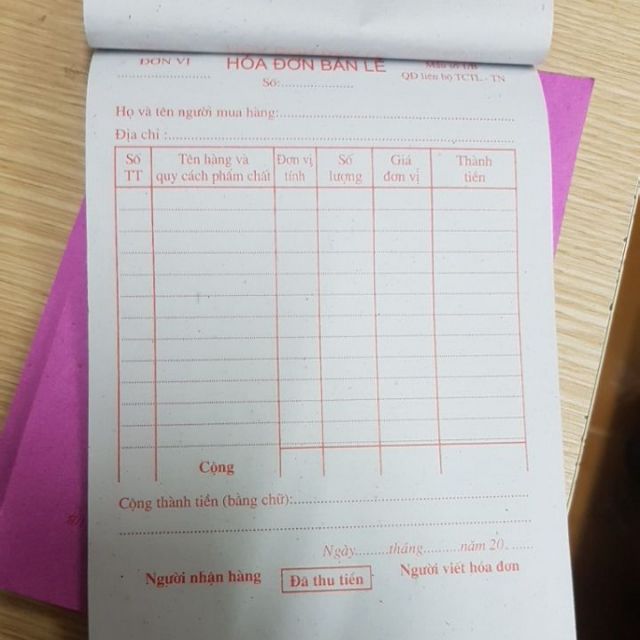 ĐƠN VỊ HÓA ĐƠN BÁN LẺ Mẫu số 1/B
Số: QĐ liên bộ TCTL - TN
Họ và tên người mua hàng:
Địa chỉ :
Số TT Tên hàng và quy cách phẩm chất Đơn vị tính Số lượng Giá đơn vị Thành tiền
Cộng
Cộng thành tiền (bằng chữ):
Ngày tháng năm 20
Người nhận hàng Đã thu tiền Người viết hóa đơn